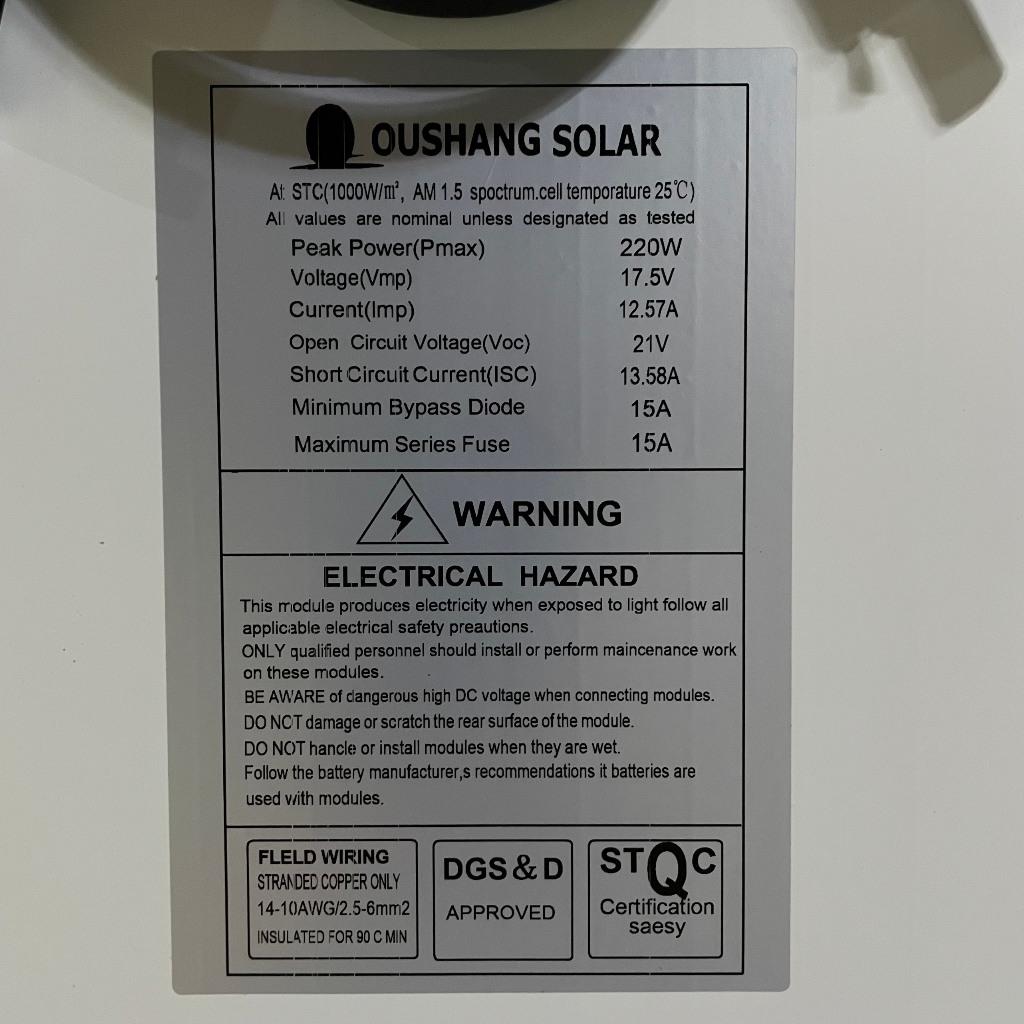 OUSHANG SOLAR
At STC(1000W/m², AM 1.5 spoctrum.cell temporature 25℃)
All values are nominal unless designated as tested
Peak Power(Pmax) 220W
Voltage(Vmp) 17.5V
Current(Imp) 12.57A
Open Circuit Voltage(Voc) 21V
Short Circuit Current(ISC) 13.58A
Minimum Bypass Diode 15A
Maximum Series Fuse 15A
WARNING
ELECTRICAL HAZARD
This module produces electricity when exposed to light follow all
applicable electrical safety preautions.
ONLY qualified personnel should install or perform maincenance work
on these modules.
BE AWARE of dangerous high DC voltage when connecting modules.
DO NOT damage or scratch the rear surface of the module.
DO NOT handle or install modules when they are wet.
Follow the battery manufacturer,s recommendations it batteries are
used with modules.
FLELD WIRING
STRANDED COPPER ONLY
14-10AWG/2.5-6mm2
INSULATED FOR 90 C MIN
DGS&D
APPROVED
STQC
Certification
saesy